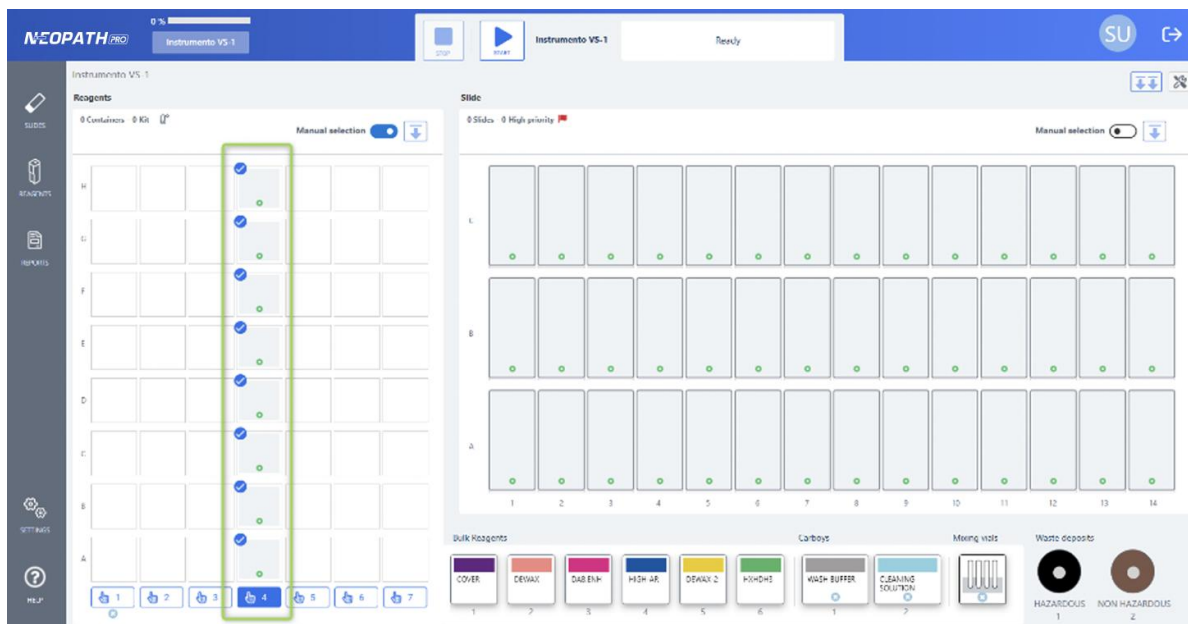 NEOPATH PRO
0 %
Instrumento VS-1
STOP
START
Instrumento VS-1
Ready
SU
Instrumento VS-1
SLIDES
REAGENTS
REPORTS
SETTINGS
HELP
Reagents
0 Containers 0 Kit
Manual selection
H
G
F
E
D
C
B
A
1 2 3 4 5 6 7
Slide
0 Slides 0 High priority
Manual selection
C
B
A
1 2 3 4 5 6 7 8 9 10 11 12 13 14
Bulk Reagents
COVER DEWAX DAB.ENH HIGH-AR DEWAX-2 HXHDHS
1 2 3 4 5 6
Carboys
WASH BUFFER CLEANING
SOLUTION
1 2
Mixing vials
Waste deposits
HAZARDOUS NON HAZARDOUS
1 2